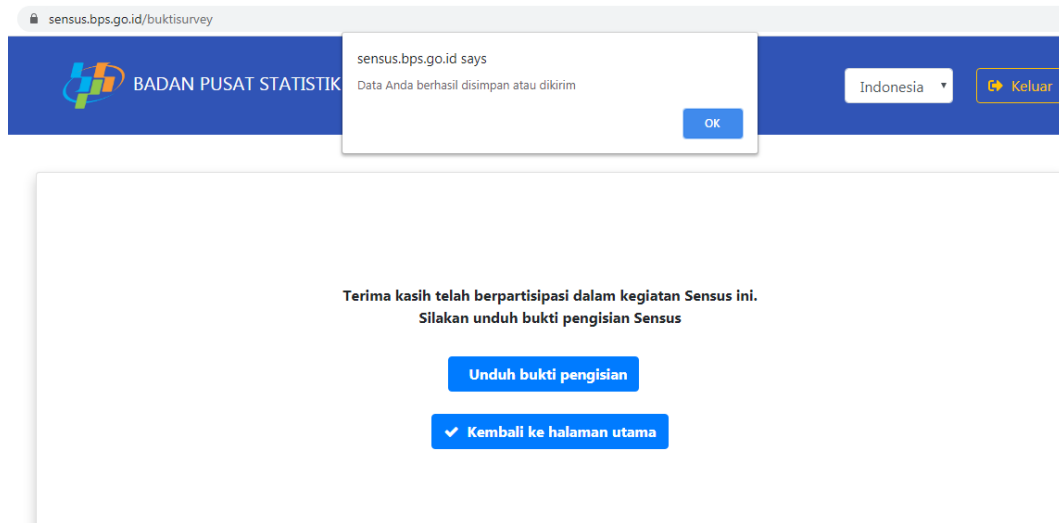 sensus.bps.go.id/buktisurvey
sensus.bps.go.id says
Data Anda berhasil disimpan atau dikirim
OK
BADAN PUSAT STATISTIK
Indonesia
Keluar
Terima kasih telah berpartisipasi dalam kegiatan Sensus ini.
Silakan unduh bukti pengisian Sensus
Unduh bukti pengisian
Kembali ke halaman utama